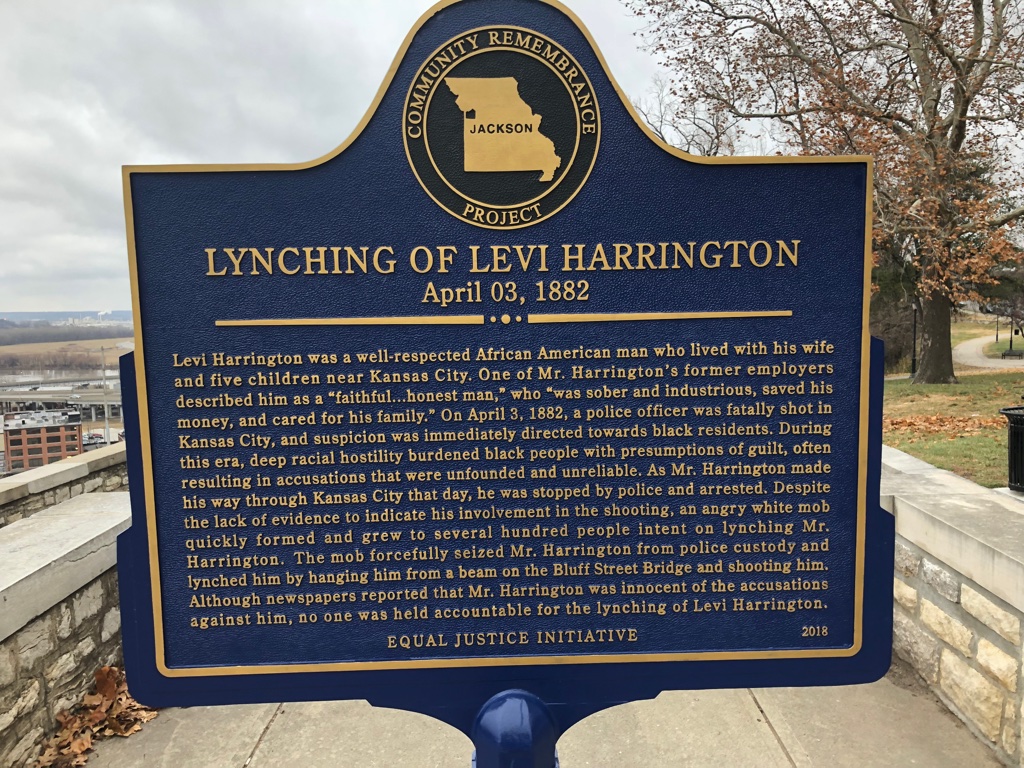 COMMUNITY REMEMBRANCE
JACKSON
PROJECT
LYNCHING OF LEVI HARRINGTON
April 03, 1882
Levi Harrington was a well-respected African American man who lived with his wife
and five children near Kansas City. One of Mr. Harrington's former employers
described him as a “faithful...honest man,” who “was sober and industrious, saved his
money, and cared for his family.” On April 3, 1882, a police officer was fatally shot in
Kansas City, and suspicion was immediately directed towards black residents. During
this era, deep racial hostility burdened black people with presumptions of guilt, often
resulting in accusations that were unfounded and unreliable. As Mr. Harrington made
his way through Kansas City that day, he was stopped by police and arrested. Despite
the lack of evidence to indicate his involvement in the shooting, an angry white mob
quickly formed and grew to several hundred people intent on lynching Mr.
Harrington. The mob forcefully seized Mr. Harrington from police custody and
lynched him by hanging him from a beam on the Bluff Street Bridge and shooting him.
Although newspapers reported that Mr. Harrington was innocent of the accusations
against him, no one was held accountable for the lynching of Levi Harrington.
EQUAL JUSTICE INITIATIVE
2018